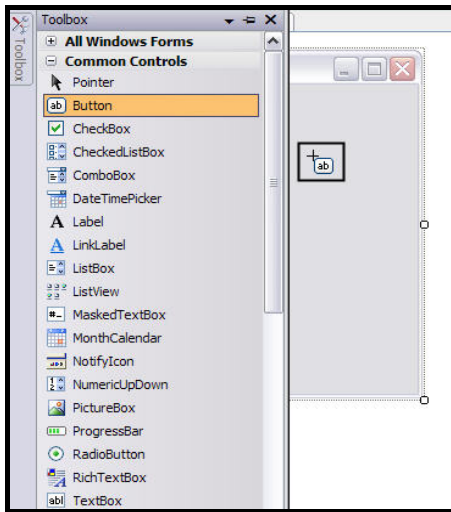 Toolbox
Toolbox
All Windows Forms
Common Controls
Pointer
ab Button
CheckBox
CheckedListBox
ComboBox
DateTimePicker
A Label
A LinkLabel
ListBox
ListView
#_ MaskedTextBox
MonthCalendar
NotifyIcon
NumericUpDown
PictureBox
ProgressBar
RadioButton
RichTextBox
abl TextBox
ab